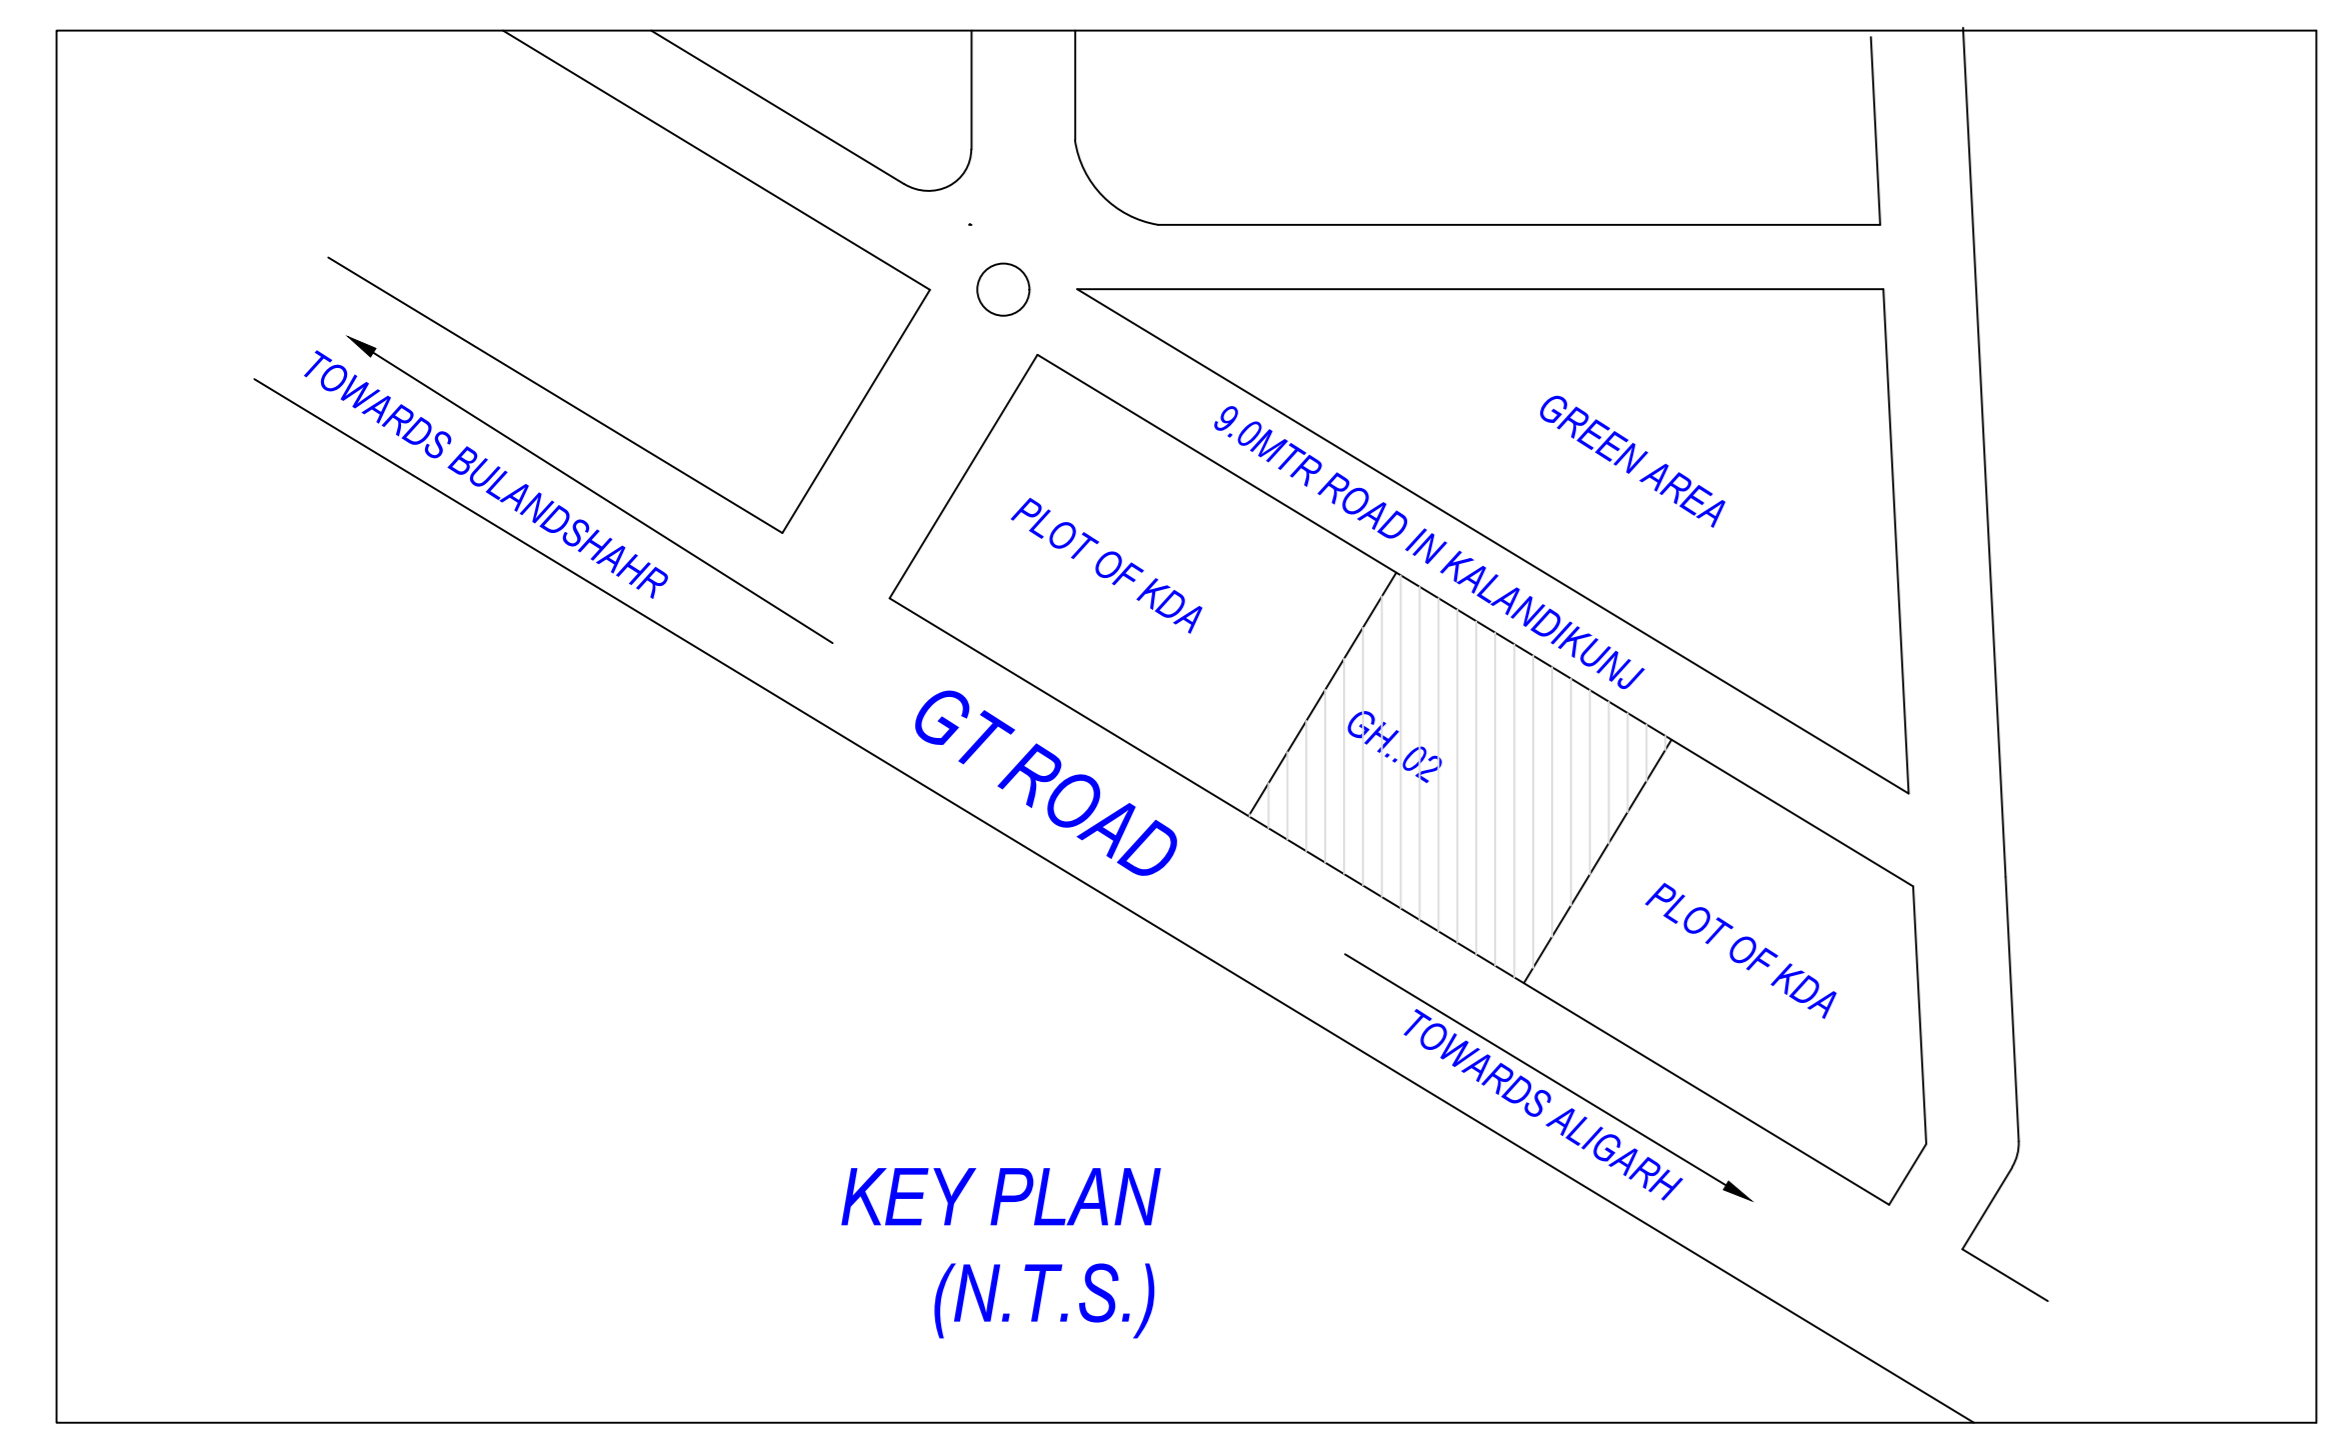 TOWARDS BULANDSHAHR
9.0MTR ROAD IN KALANDIKUNJ
GREEN AREA
PLOT OF KDA
GH..02
GT ROAD
PLOT OF KDA
TOWARDS ALIGARH
KEY PLAN
(N.T.S.)